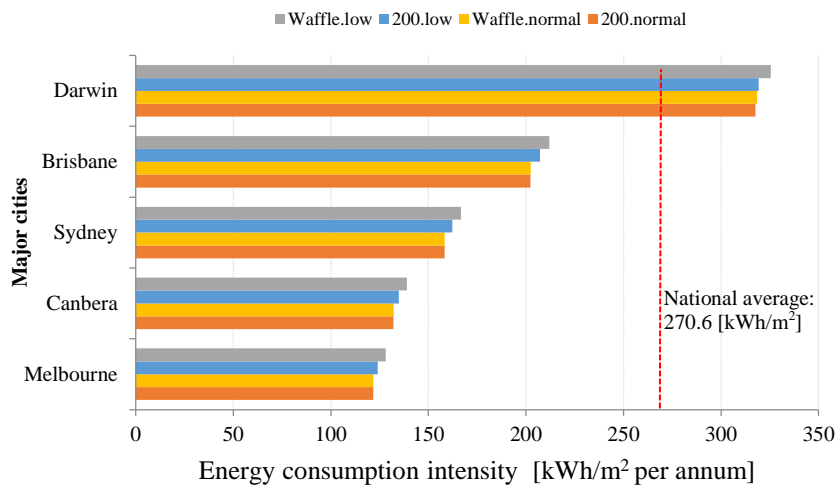 Waffle.low 200.low Waffle.normal 200.normal
Major cities
Darwin
Brisbane
Sydney
Canbera
Melbourne
National average:
270.6 [kWh/m²]
0 50 100 150 200 250 300 350
Energy consumption intensity [kWh/m² per annum]